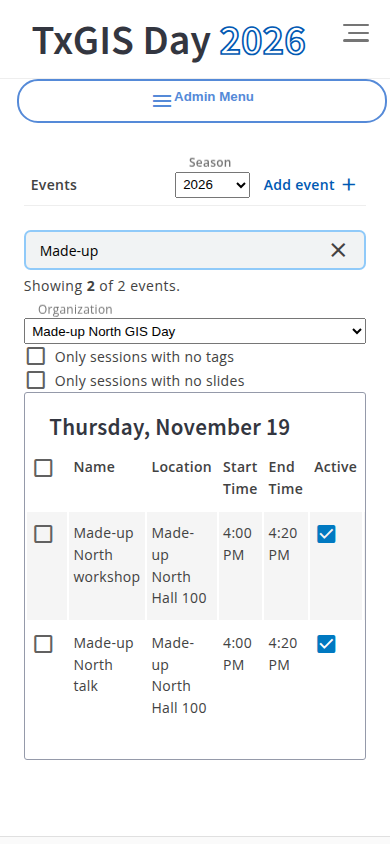 TxGIS Day 2026
Admin Menu
Season
Events
2026
Add event +
Made-up
Showing 2 of 2 events.
Organization
Made-up North GIS Day
Only sessions with no tags
Only sessions with no slides
Thursday, November 19
Name Location Start Time End Time Active
Made-up North workshop
Made-up North Hall 100
4:00 PM
4:20 PM
Made-up North talk
Made-up North Hall 100
4:00 PM
4:20 PM